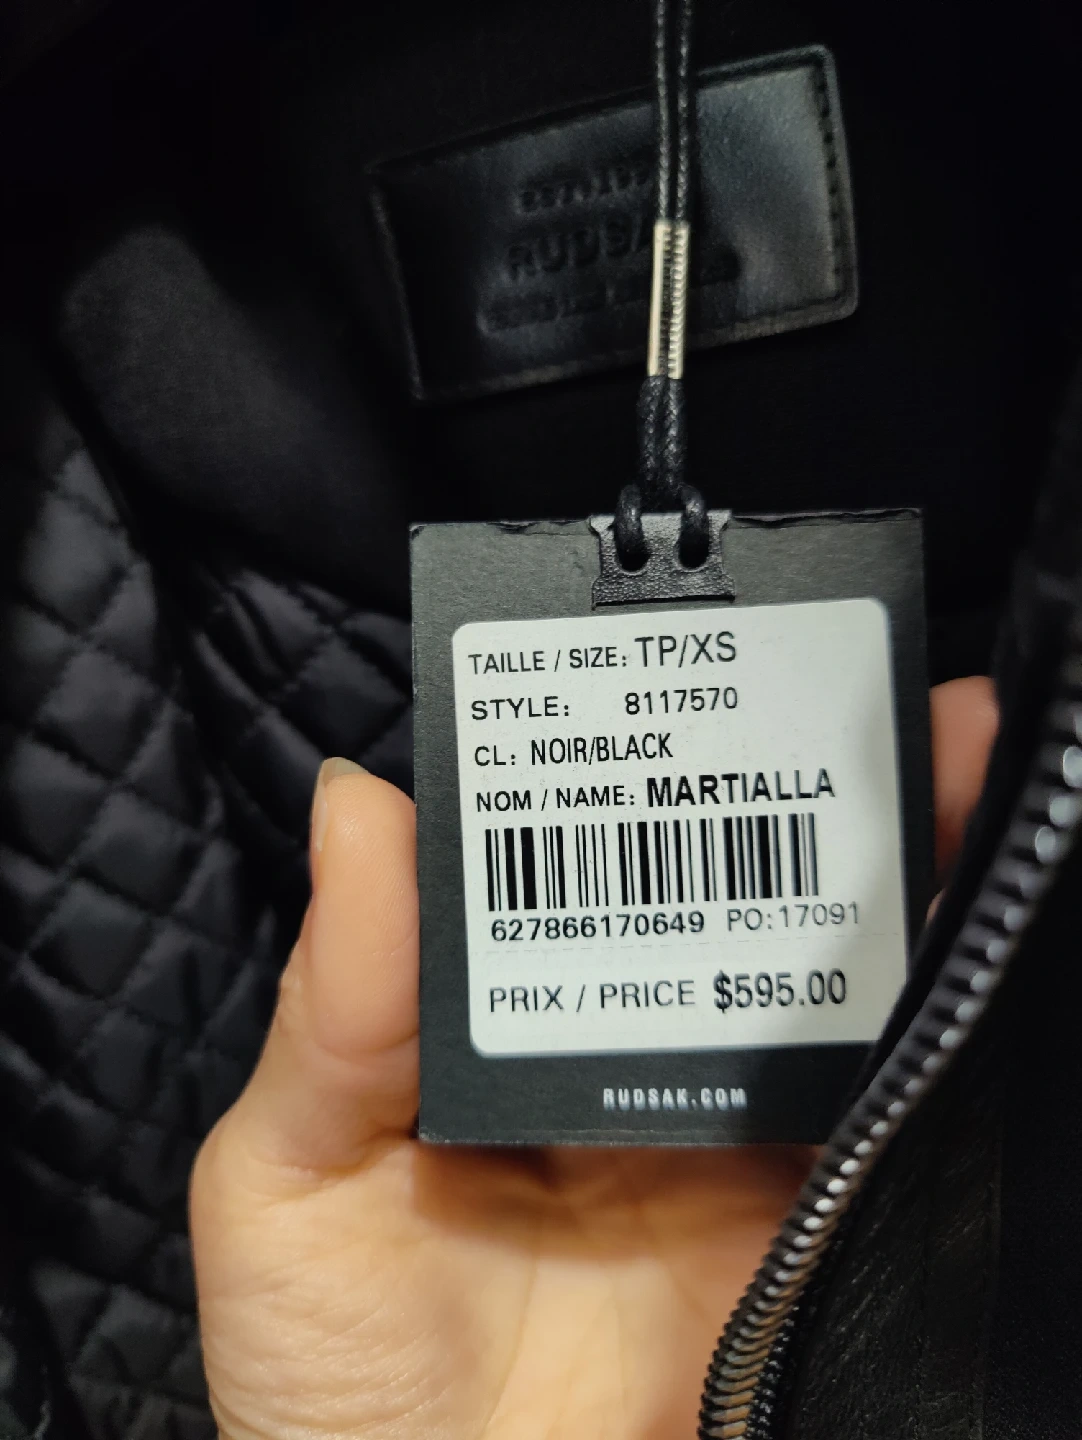 RUDSA
TAILLE / SIZE: TP/XS
STYLE: 8117570
CL: NOIR/BLACK
NOM / NAME: MARTIALLA
627866170649 PO:17091
PRIX / PRICE $595.00
RUDSAK.COM